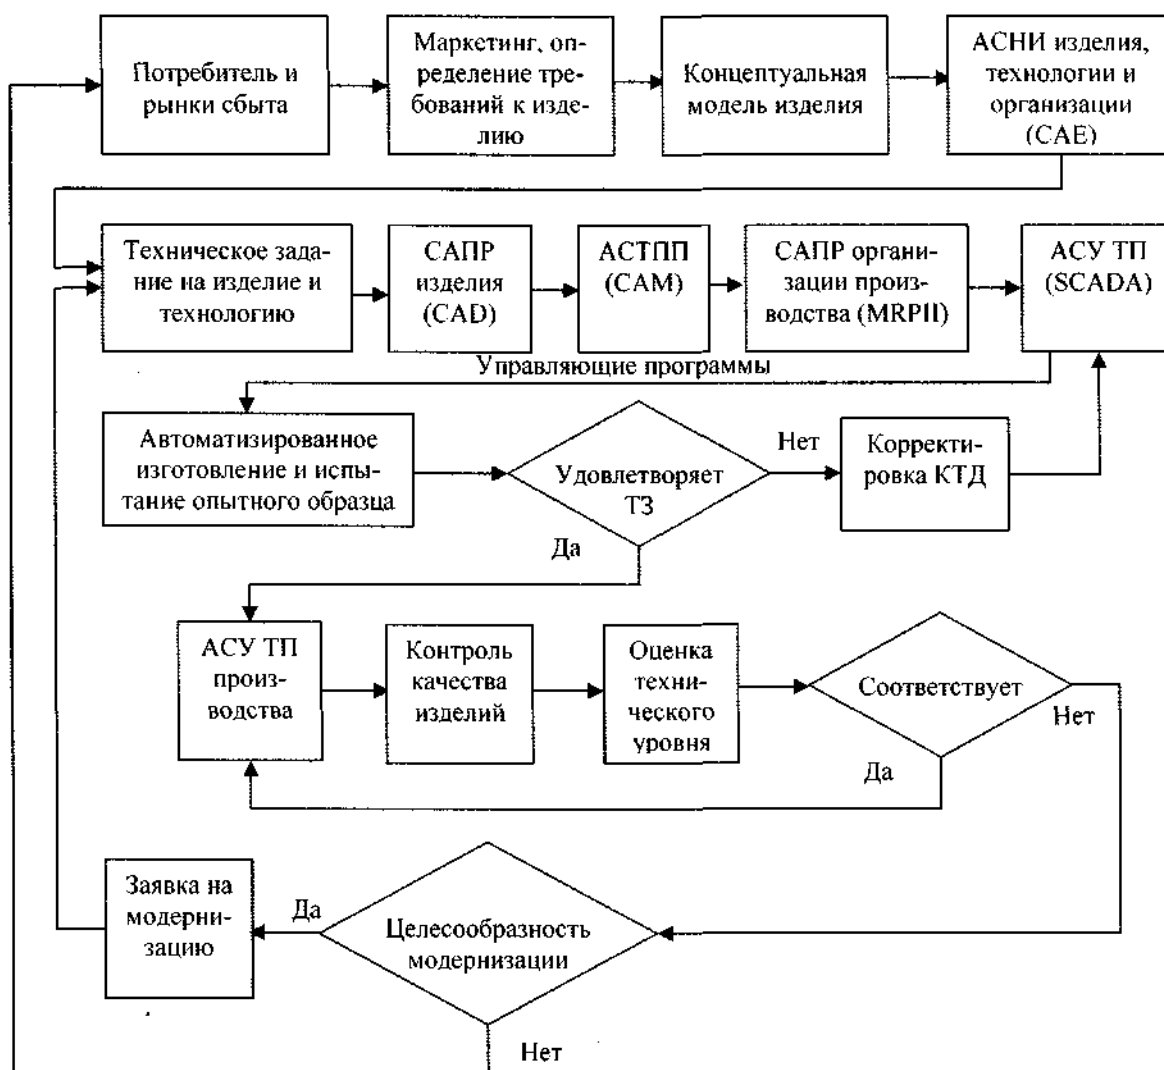 Потребитель и
рынки сбыта
Маркетинг, оп-
ределение тре-
бований к изде-
лию
Концептуальная
модель изделия
АСНИ изделия,
технологии и
организации
(CAE)
Техническое зада-
ние на изделие и
технологию
САПР
изделия
(CAD)
АСТПП
(CAM)
САПР органи-
зации произ-
водства (MRPII)
АСУ ТП
(SCADA)
Управляющие программы
Автоматизированное
изготовление и испы-
тание опытного образца
Удовлетворяет
ТЗ
Нет
Корректи-
ровка КТД
Да
АСУ ТП
произ-
водства
Контроль
качества
изделий
Оценка
техни-
ческого
уровня
Соответствует
Нет
Да
Заявка на
модерни-
зацию
Да
Целесообразность
модернизации
Нет